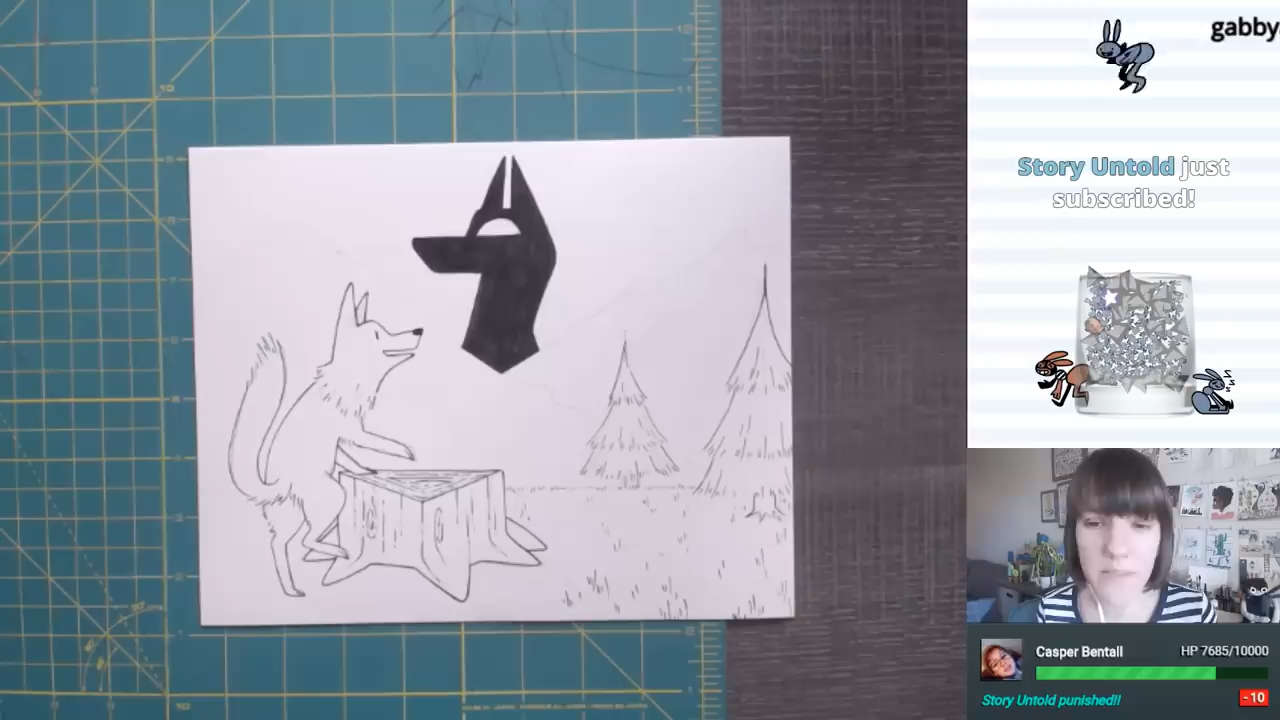 gabby
Story Untold just
subscribed!
Casper Bentall
HP 7685/10000
Story Untold punished!!
-10